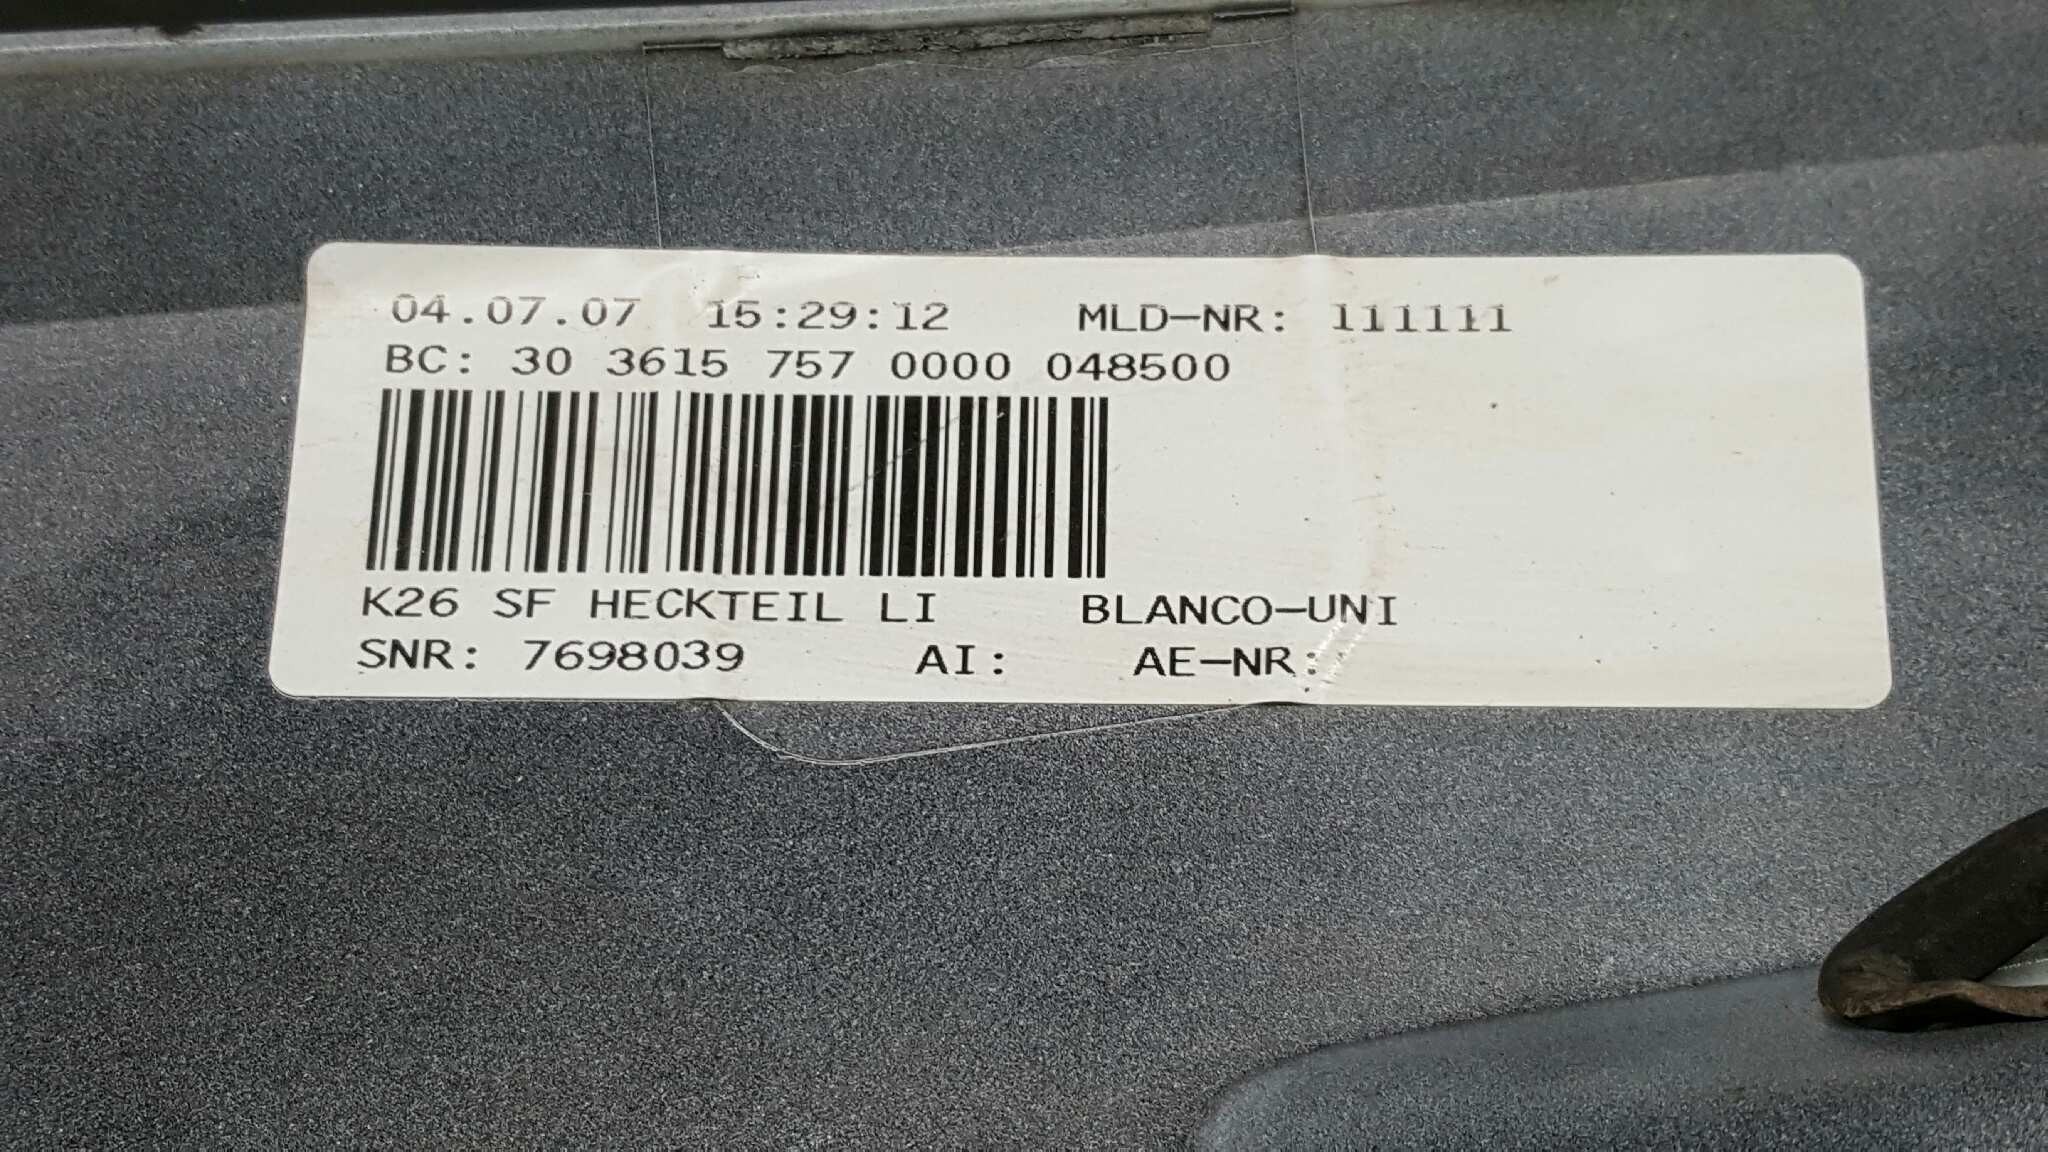 04.07.07 15:29:12 MLD-NR: 111111
BC: 30 3615 757 0000 048500
K26 SF HECKTEIL LI BLANCO-UNI
SNR: 7698039 AI: AE-NR: